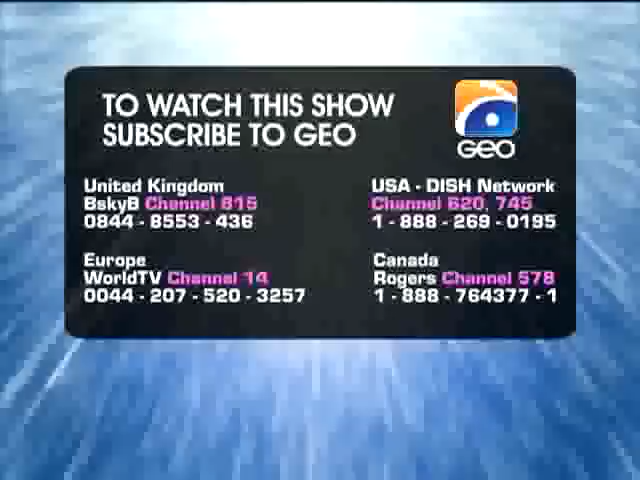 TO WATCH THIS SHOW
SUBSCRIBE TO GEO
GEO
United Kingdom
BskyB Channel 815
0844 - 8553 - 436
USA - DISH Network
Channel 620, 745
1 - 888 - 269 - 0195
Europe
WorldTV Channel 14
0044 - 207 - 520 - 3257
Canada
Rogers Channel 578
1 - 888 - 764377 - 1